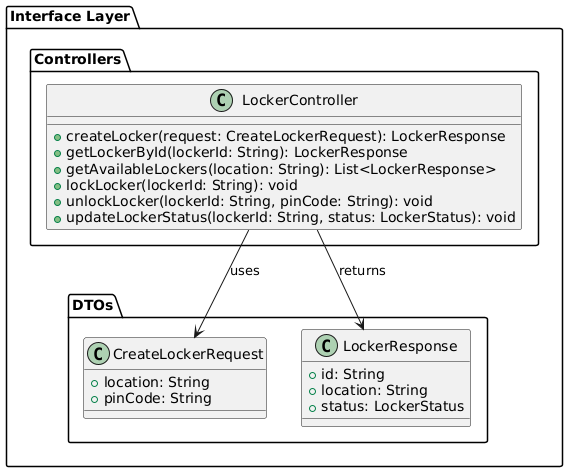 Interface Layer
Controllers
C LockerController
createLocker(request: CreateLockerRequest): LockerResponse
getLockerById(lockerId: String): LockerResponse
getAvailableLockers(location: String): List<LockerResponse>
lockLocker(lockerId: String): void
unlockLocker(lockerId: String, pinCode: String): void
updateLockerStatus(lockerId: String, status: LockerStatus): void
uses
returns
DTOs
C CreateLockerRequest
location: String
pinCode: String
C LockerResponse
id: String
location: String
status: LockerStatus